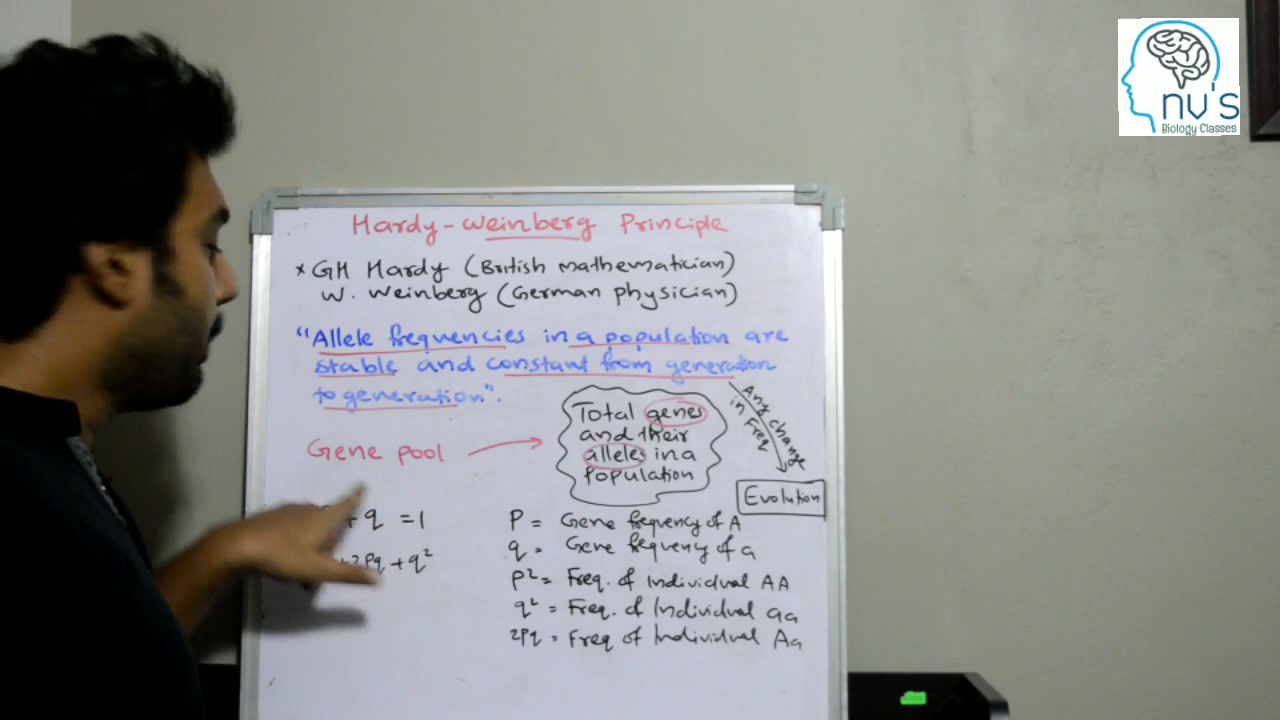 nv's
Biology Classes
Hardy-Weinberg Principle
* GH Hardy (British mathematician)
W. Weinberg (German physician)
"Allele frequencies in a population are
stable and constant from generation
to generation".
Any change
in Freq
Total genes
and their
alleles in a
Population
Gene pool
Evolution
+ q = 1
+ 2Pq + q²
P = Gene frequency of A
q = Gene fequency of a
P² = Freq. of Individual AA
q² = Freq. of Individual aa
2Pq = Freq of Individual Aa